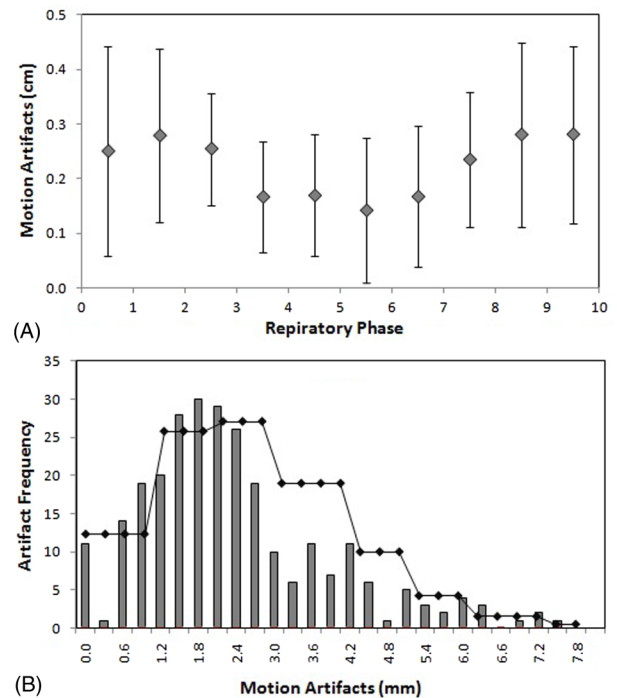 0.5
0.4
0.3
0.2
0.1
0.0
Motion Artifacts (cm)
0 1 2 3 4 5 6 7 8 9 10
Repiratory Phase
(A)
35
30
25
20
15
10
5
0
Artifact Frequency
0.0 0.6 1.2 1.8 2.4 3.0 3.6 4.2 4.8 5.4 6.0 6.6 7.2 7.8
Motion Artifacts (mm)
(B)